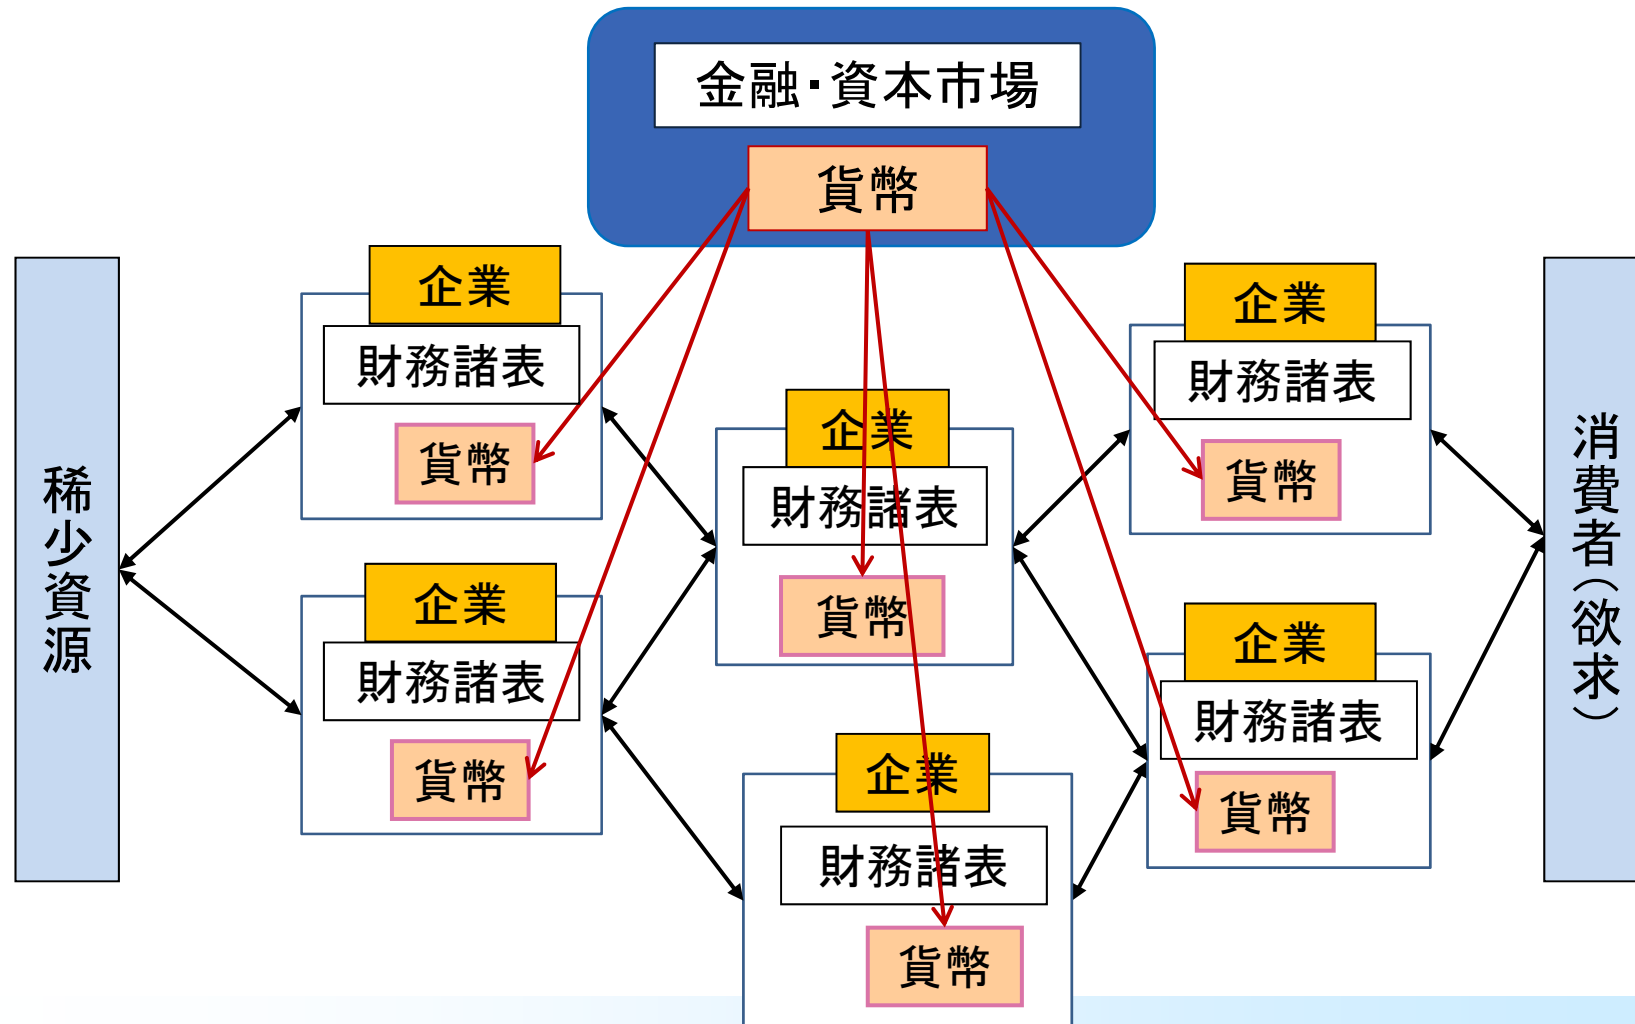 金融・資本市場
貨幣
稀少資源
企業
財務諸表
貨幣
企業
財務諸表
貨幣
企業
財務諸表
貨幣
企業
財務諸表
貨幣
企業
財務諸表
貨幣
企業
財務諸表
貨幣
消費者(欲求)